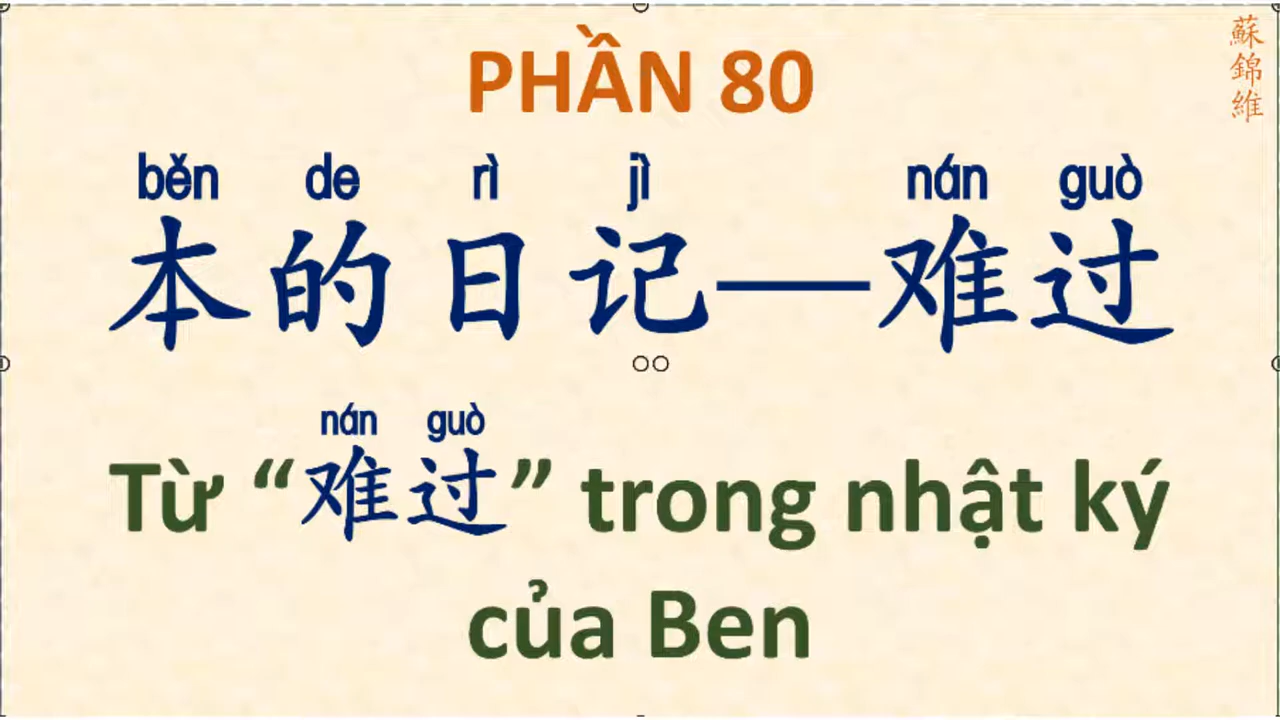 PHẦN 80
蘇錦維
běn de rì jì nán guò
本的日记—难过
nán guò
Từ “难过” trong nhật ký
của Ben